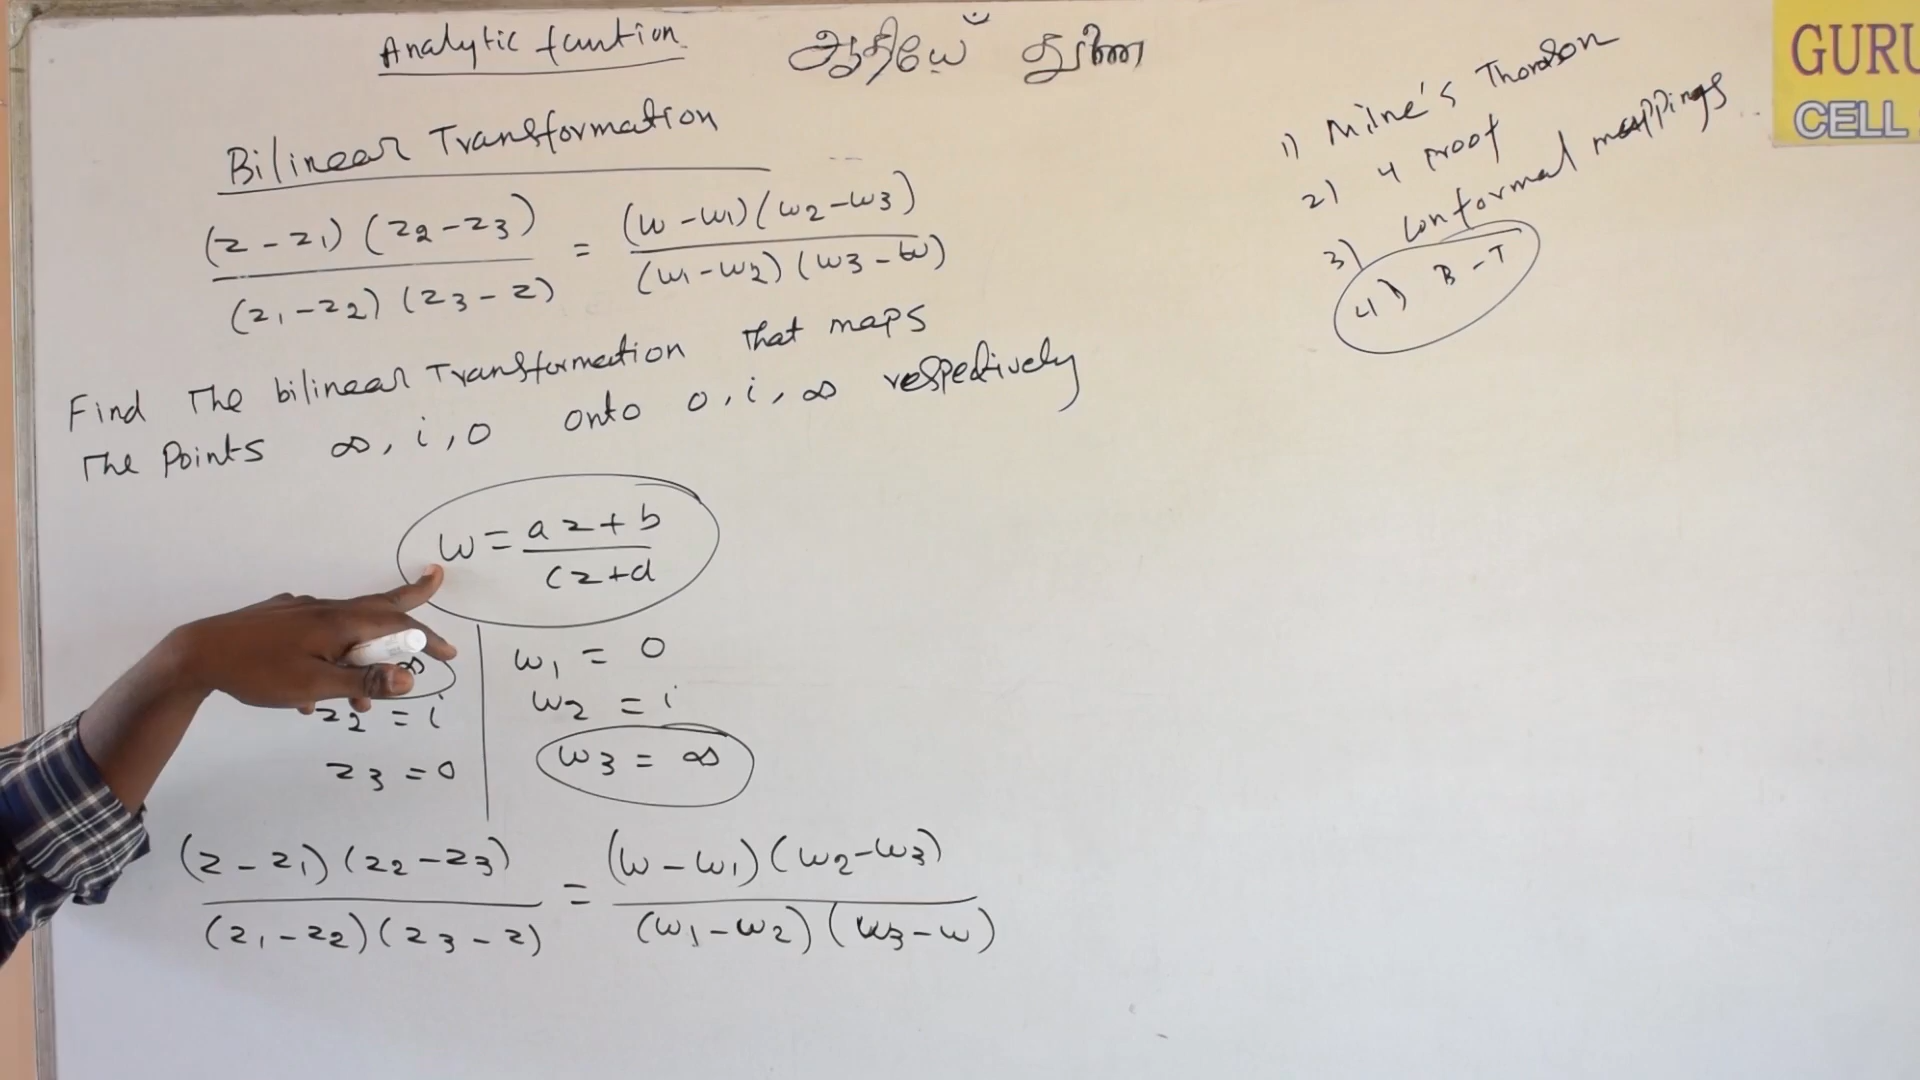 Analytic function
ஆதியே துணை
Bilinear Transformation
(z - z1) (z2 - z3) / (z1 - z2) (z3 - z) = (w - w1) (w2 - w3) / (w1 - w2) (w3 - w)
Find The bilinear Transformation That maps
The Points ∞, i, 0 onto 0, i, ∞ respectively
w = az + b / cz + d
∞
z2 = i
z3 = 0
w1 = 0
w2 = i
w3 = ∞
(z - z1) (z2 - z3) / (z1 - z2) (z3 - z) = (w - w1) (w2 - w3) / (w1 - w2) (w3 - w)
1) Milne's Thomson
2) 4 proof
3) conformal mappings
4) B - T
GURU
CELL